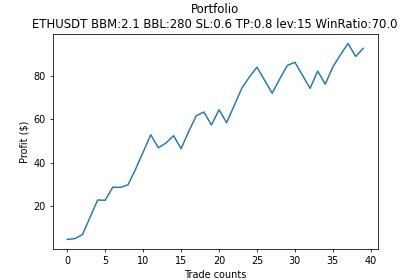 Portfolio
ETHUSDT BBM:2.1 BBL:280 SL:0.6 TP:0.8 lev:15 WinRatio:70.0
80
60
40
20
Profit ($)
0 5 10 15 20 25 30 35 40
Trade counts